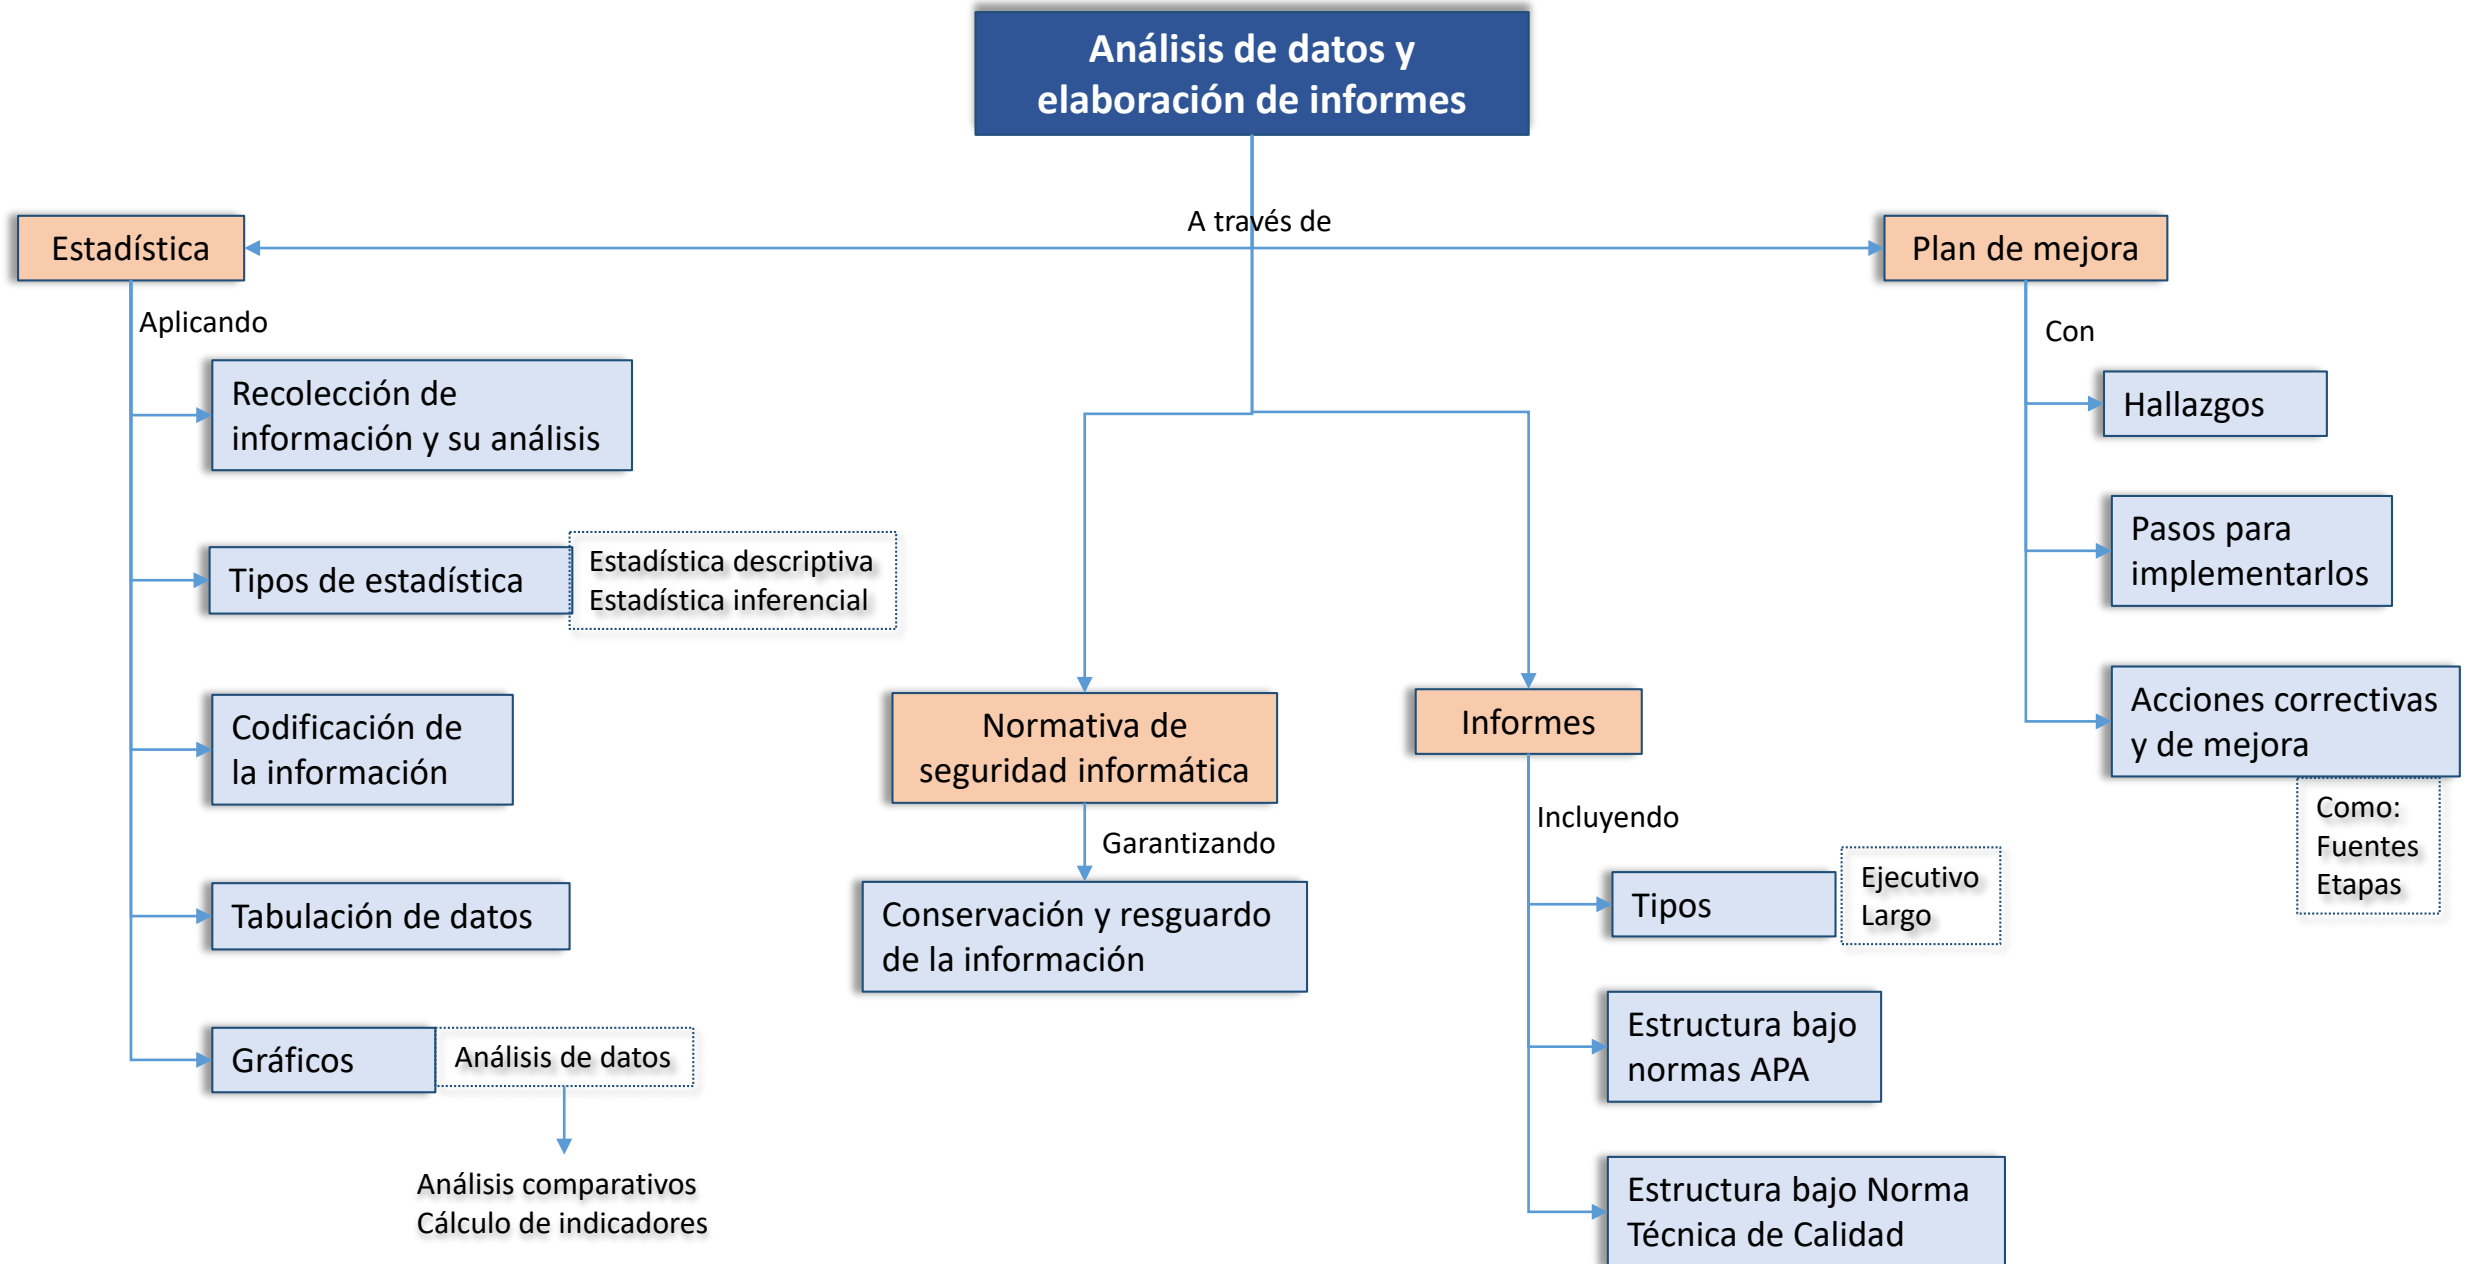 Análisis de datos y
elaboración de informes
A través de
Estadística
Aplicando
Recolección de
información y su análisis
Tipos de estadística
Estadística descriptiva
Estadística inferencial
Codificación de
la información
Tabulación de datos
Gráficos
Análisis de datos
Análisis comparativos
Cálculo de indicadores
Normativa de
seguridad informática
Garantizando
Conservación y resguardo
de la información
Informes
Incluyendo
Tipos
Ejecutivo
Largo
Estructura bajo
normas APA
Estructura bajo Norma
Técnica de Calidad
Plan de mejora
Con
Hallazgos
Pasos para
implementarlos
Acciones correctivas
y de mejora
Como:
Fuentes
Etapas